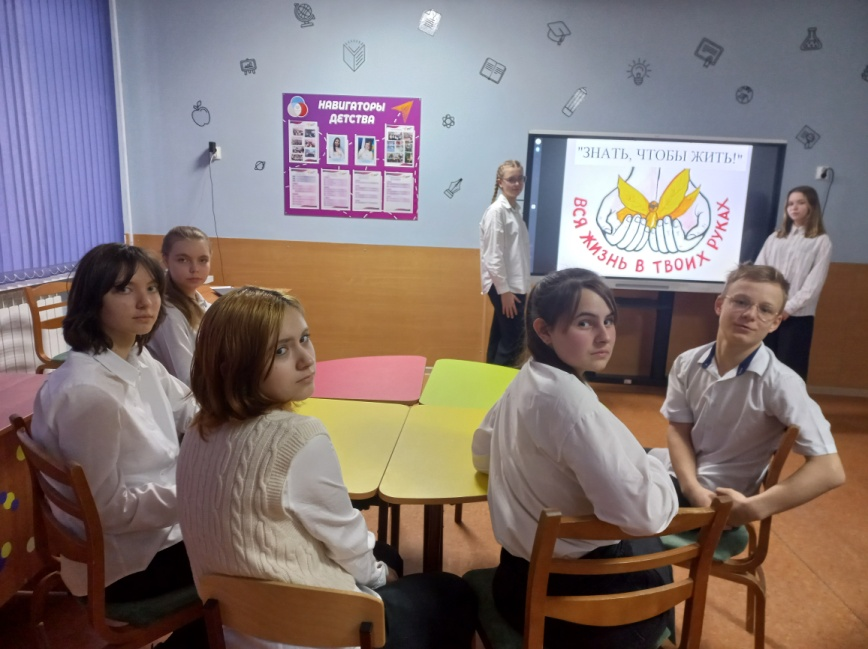 НАВИГАТОРЫ
ДЕТСТВА
"ЗНАТЬ, ЧТОБЫ ЖИТЬ!"
ВСЯ ЖИЗНЬ В ТВОИХ РУКАХ